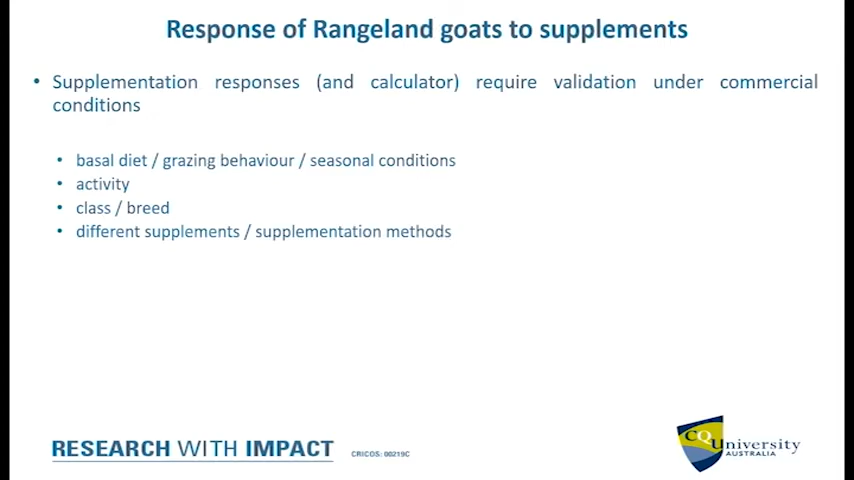 Response of Rangeland goats to supplements
• Supplementation responses (and calculator) require validation under commercial
conditions
• basal diet / grazing behaviour / seasonal conditions
• activity
• class / breed
• different supplements / supplementation methods
RESEARCH WITH IMPACT
CRICOS: 00219C
CQUniversity
AUSTRALIA